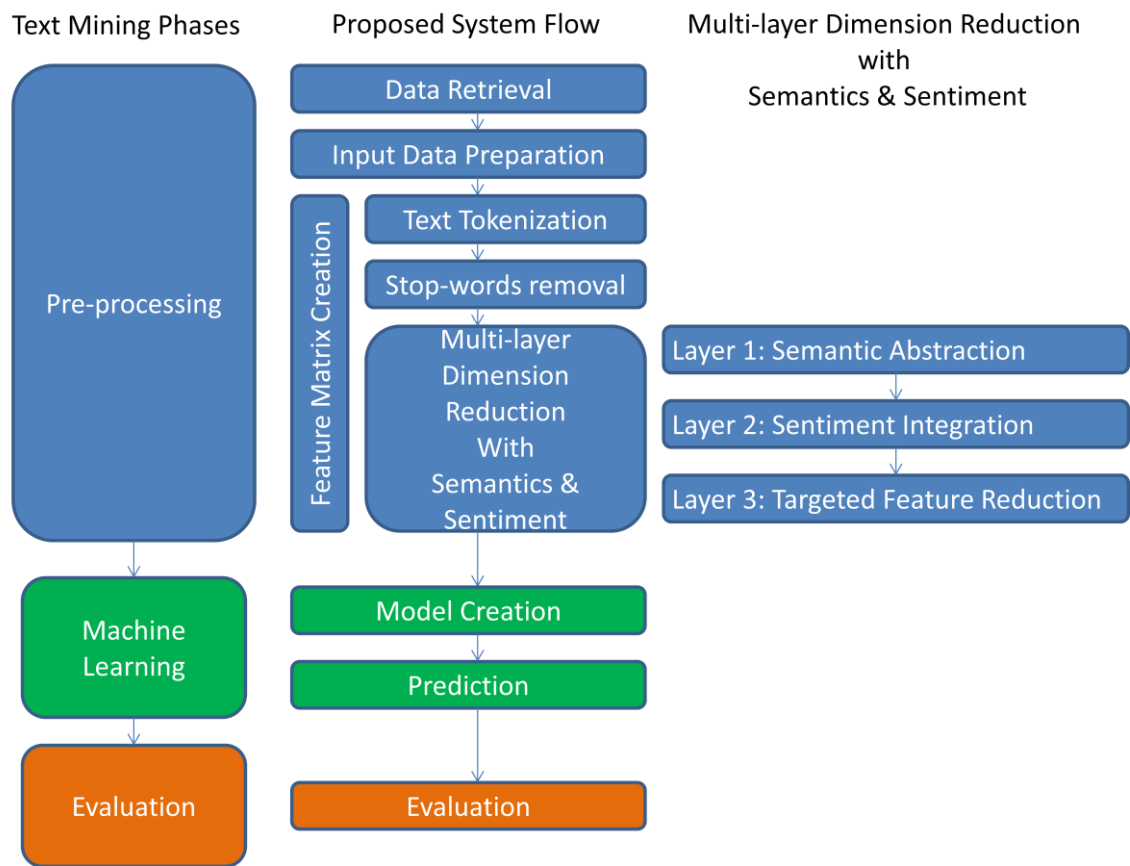 Text Mining Phases
Proposed System Flow
Multi-layer Dimension Reduction
with
Semantics & Sentiment
Pre-processing
Machine
Learning
Evaluation
Data Retrieval
Input Data Preparation
Feature Matrix Creation
Text Tokenization
Stop-words removal
Multi-layer
Dimension
Reduction
With
Semantics &
Sentiment
Model Creation
Prediction
Evaluation
Layer 1: Semantic Abstraction
Layer 2: Sentiment Integration
Layer 3: Targeted Feature Reduction